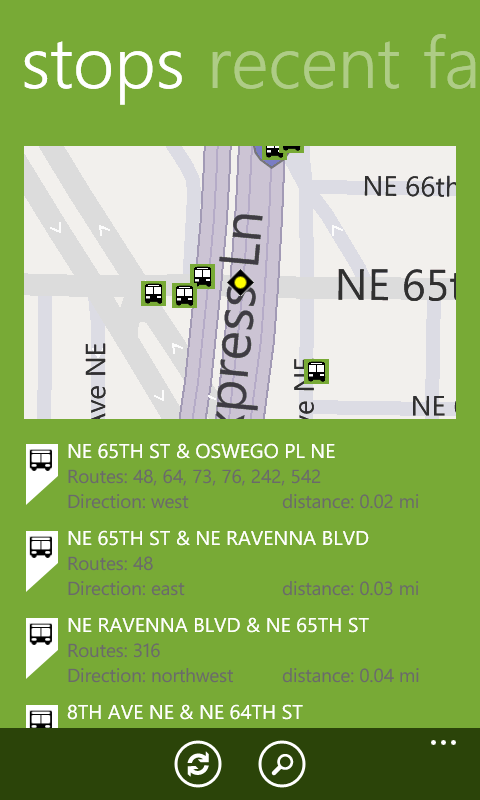 stops recent fa
NE 66th
xpress Ln
NE 65t
Ave NE
ve NE
NE
NE 65TH ST & OSWEGO PL NE
Routes: 48, 64, 73, 76, 242, 542
Direction: west distance: 0.02 mi
NE 65TH ST & NE RAVENNA BLVD
Routes: 48
Direction: east distance: 0.03 mi
NE RAVENNA BLVD & NE 65TH ST
Routes: 316
Direction: northwest distance: 0.04 mi
8TH AVE NE & NE 64TH ST